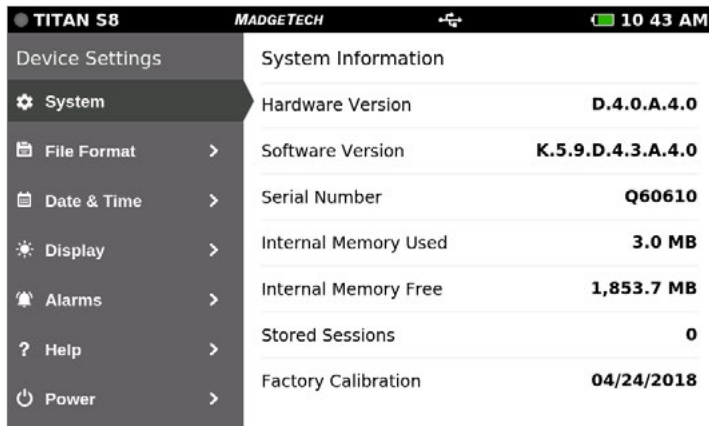 TITAN S8 MADGETECH 10 43 AM
Device Settings
System
File Format
Date & Time
Display
Alarms
? Help
Power
System Information
Hardware Version D.4.0.A.4.0
Software Version K.5.9.D.4.3.A.4.0
Serial Number Q60610
Internal Memory Used 3.0 MB
Internal Memory Free 1,853.7 MB
Stored Sessions 0
Factory Calibration 04/24/2018